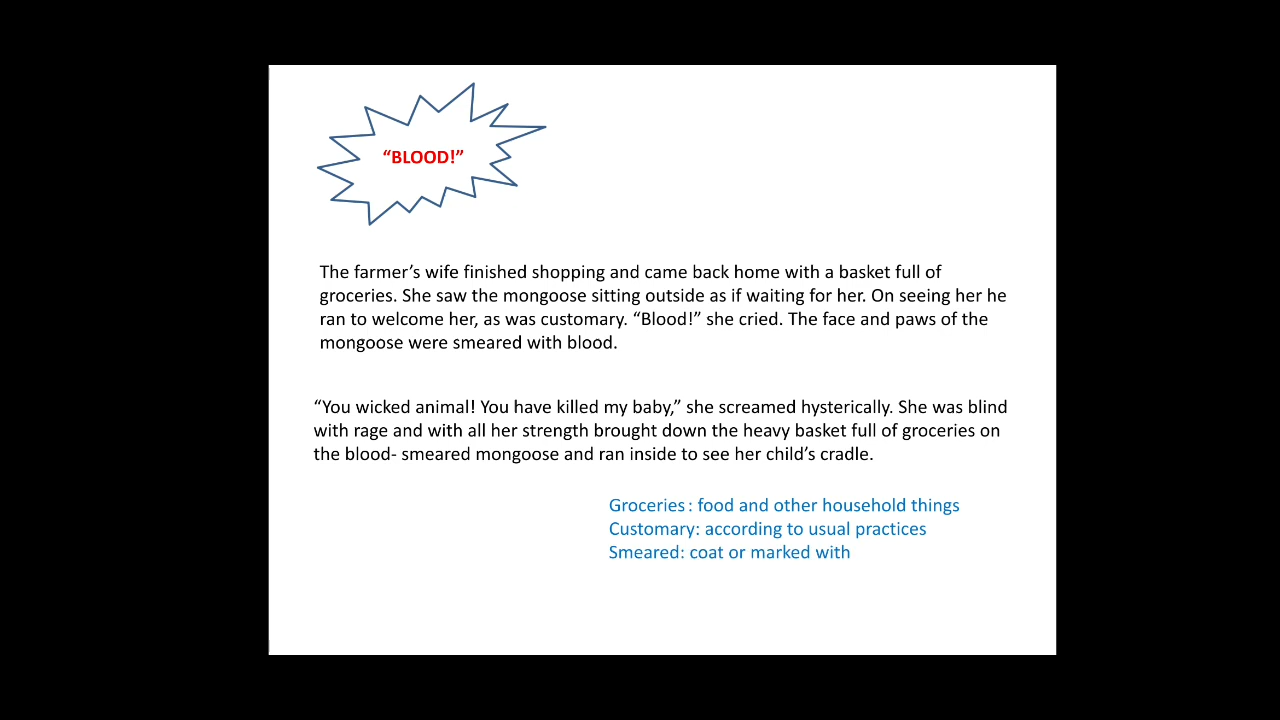 “BLOOD!”
The farmer’s wife finished shopping and came back home with a basket full of
groceries. She saw the mongoose sitting outside as if waiting for her. On seeing her he
ran to welcome her, as was customary. “Blood!” she cried. The face and paws of the
mongoose were smeared with blood.
“You wicked animal! You have killed my baby,” she screamed hysterically. She was blind
with rage and with all her strength brought down the heavy basket full of groceries on
the blood- smeared mongoose and ran inside to see her child’s cradle.
Groceries : food and other household things
Customary: according to usual practices
Smeared: coat or marked with